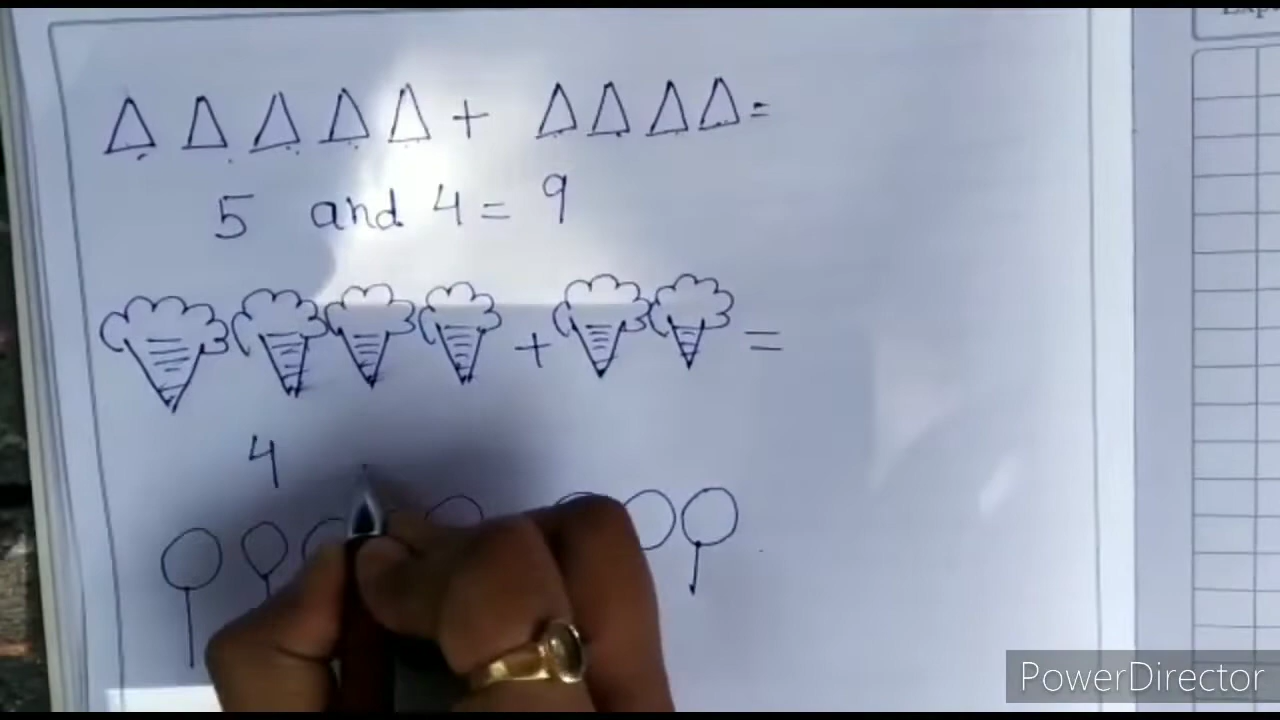 + =
5 and 4 = 9
+ =
4
PowerDirector